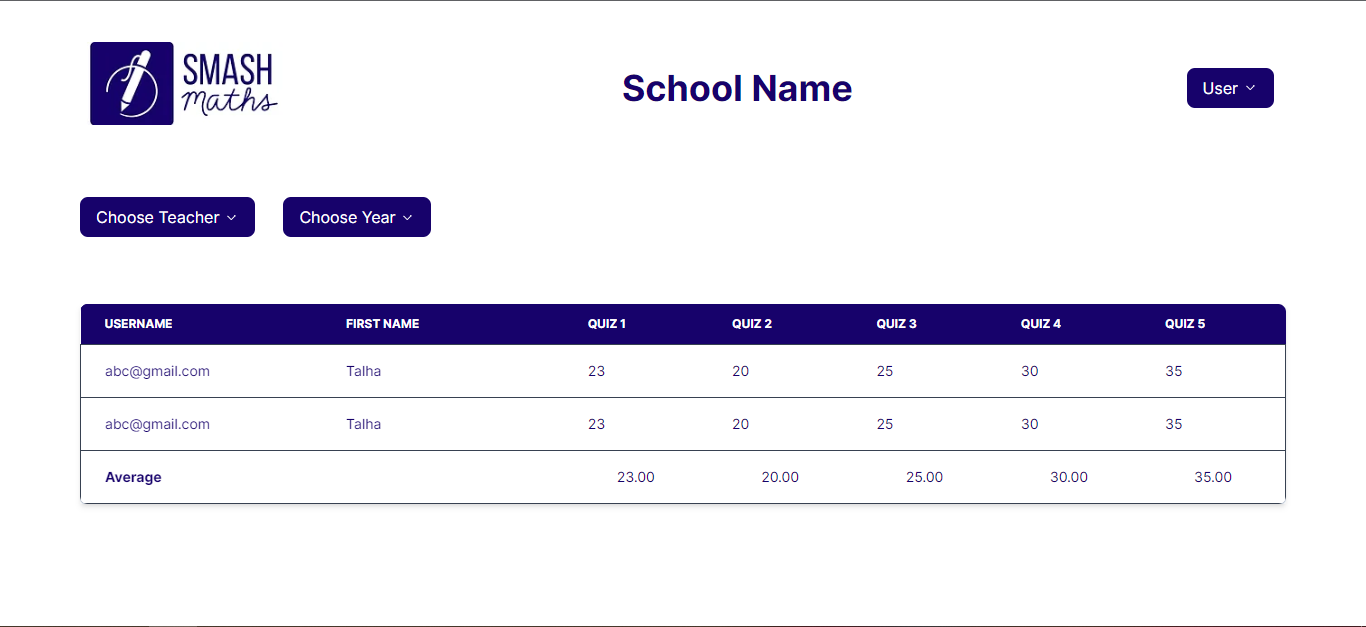 SMASH
maths
School Name
User
Choose Teacher
Choose Year
USERNAME FIRST NAME QUIZ 1 QUIZ 2 QUIZ 3 QUIZ 4 QUIZ 5
abc@gmail.com Talha 23 20 25 30 35
abc@gmail.com Talha 23 20 25 30 35
Average 23.00 20.00 25.00 30.00 35.00